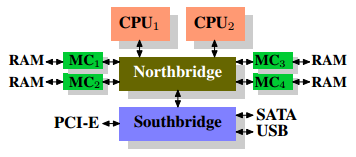 CPU₁ CPU₂
RAM MC₁ MC₃ RAM
Northbridge
RAM MC₂ MC₄ RAM
PCI-E Southbridge SATA
USB